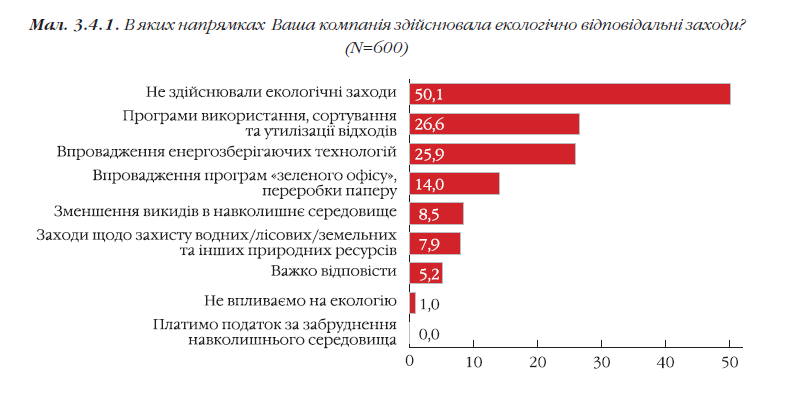 Мал. 3.4.1. В яких напрямках Ваша компанія здійснювала екологічно відповідальні заходи?
(N=600)
Не здійснювали екологічні заходи 50,1
Програми використання, сортування
та утилізації відходів 26,6
Впровадження енергозберігаючих технологій 25,9
Впровадження програм «зеленого офісу»,
переробки паперу 14,0
Зменшення викидів в навколишнє середовище 8,5
Заходи щодо захисту водних/лісових/земельних
та інших природних ресурсів 7,9
Важко відповісти 5,2
Не впливаємо на екологію 1,0
Платимо податок за забруднення
навколишнього середовища 0,0
0 10 20 30 40 50